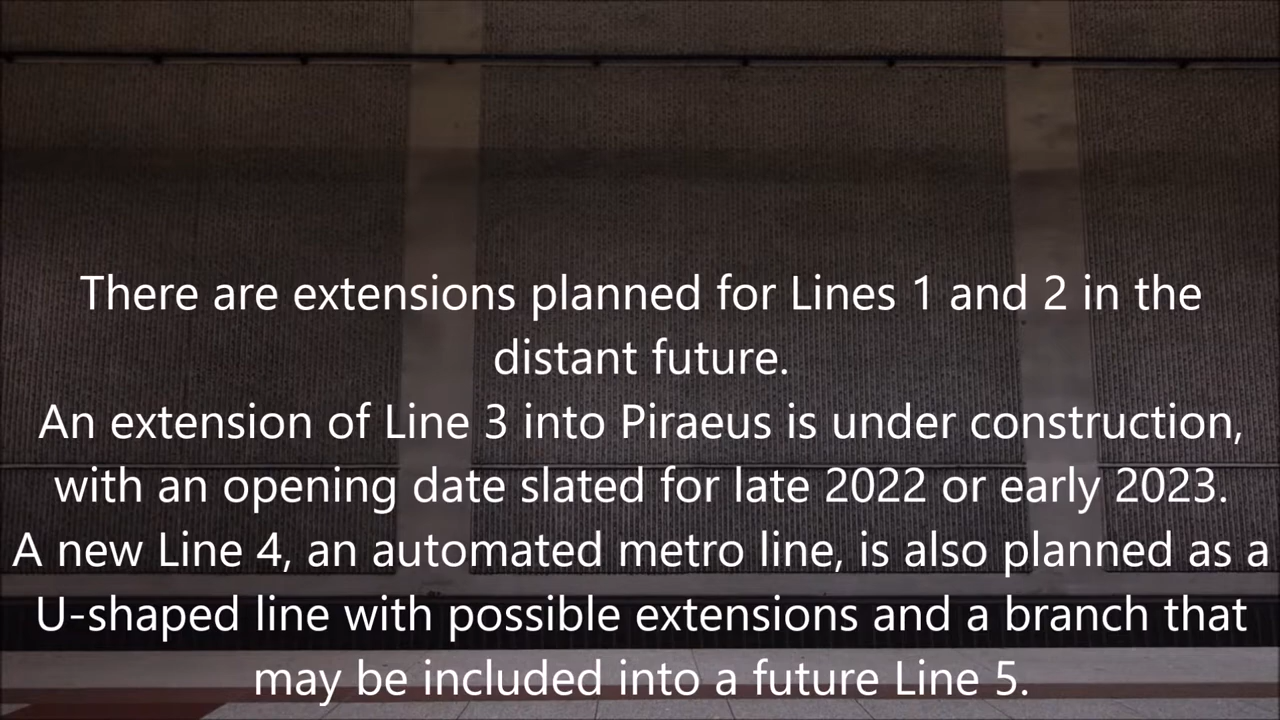 There are extensions planned for Lines 1 and 2 in the
distant future.
An extension of Line 3 into Piraeus is under construction,
with an opening date slated for late 2022 or early 2023.
A new Line 4, an automated metro line, is also planned as a
U-shaped line with possible extensions and a branch that
may be included into a future Line 5.